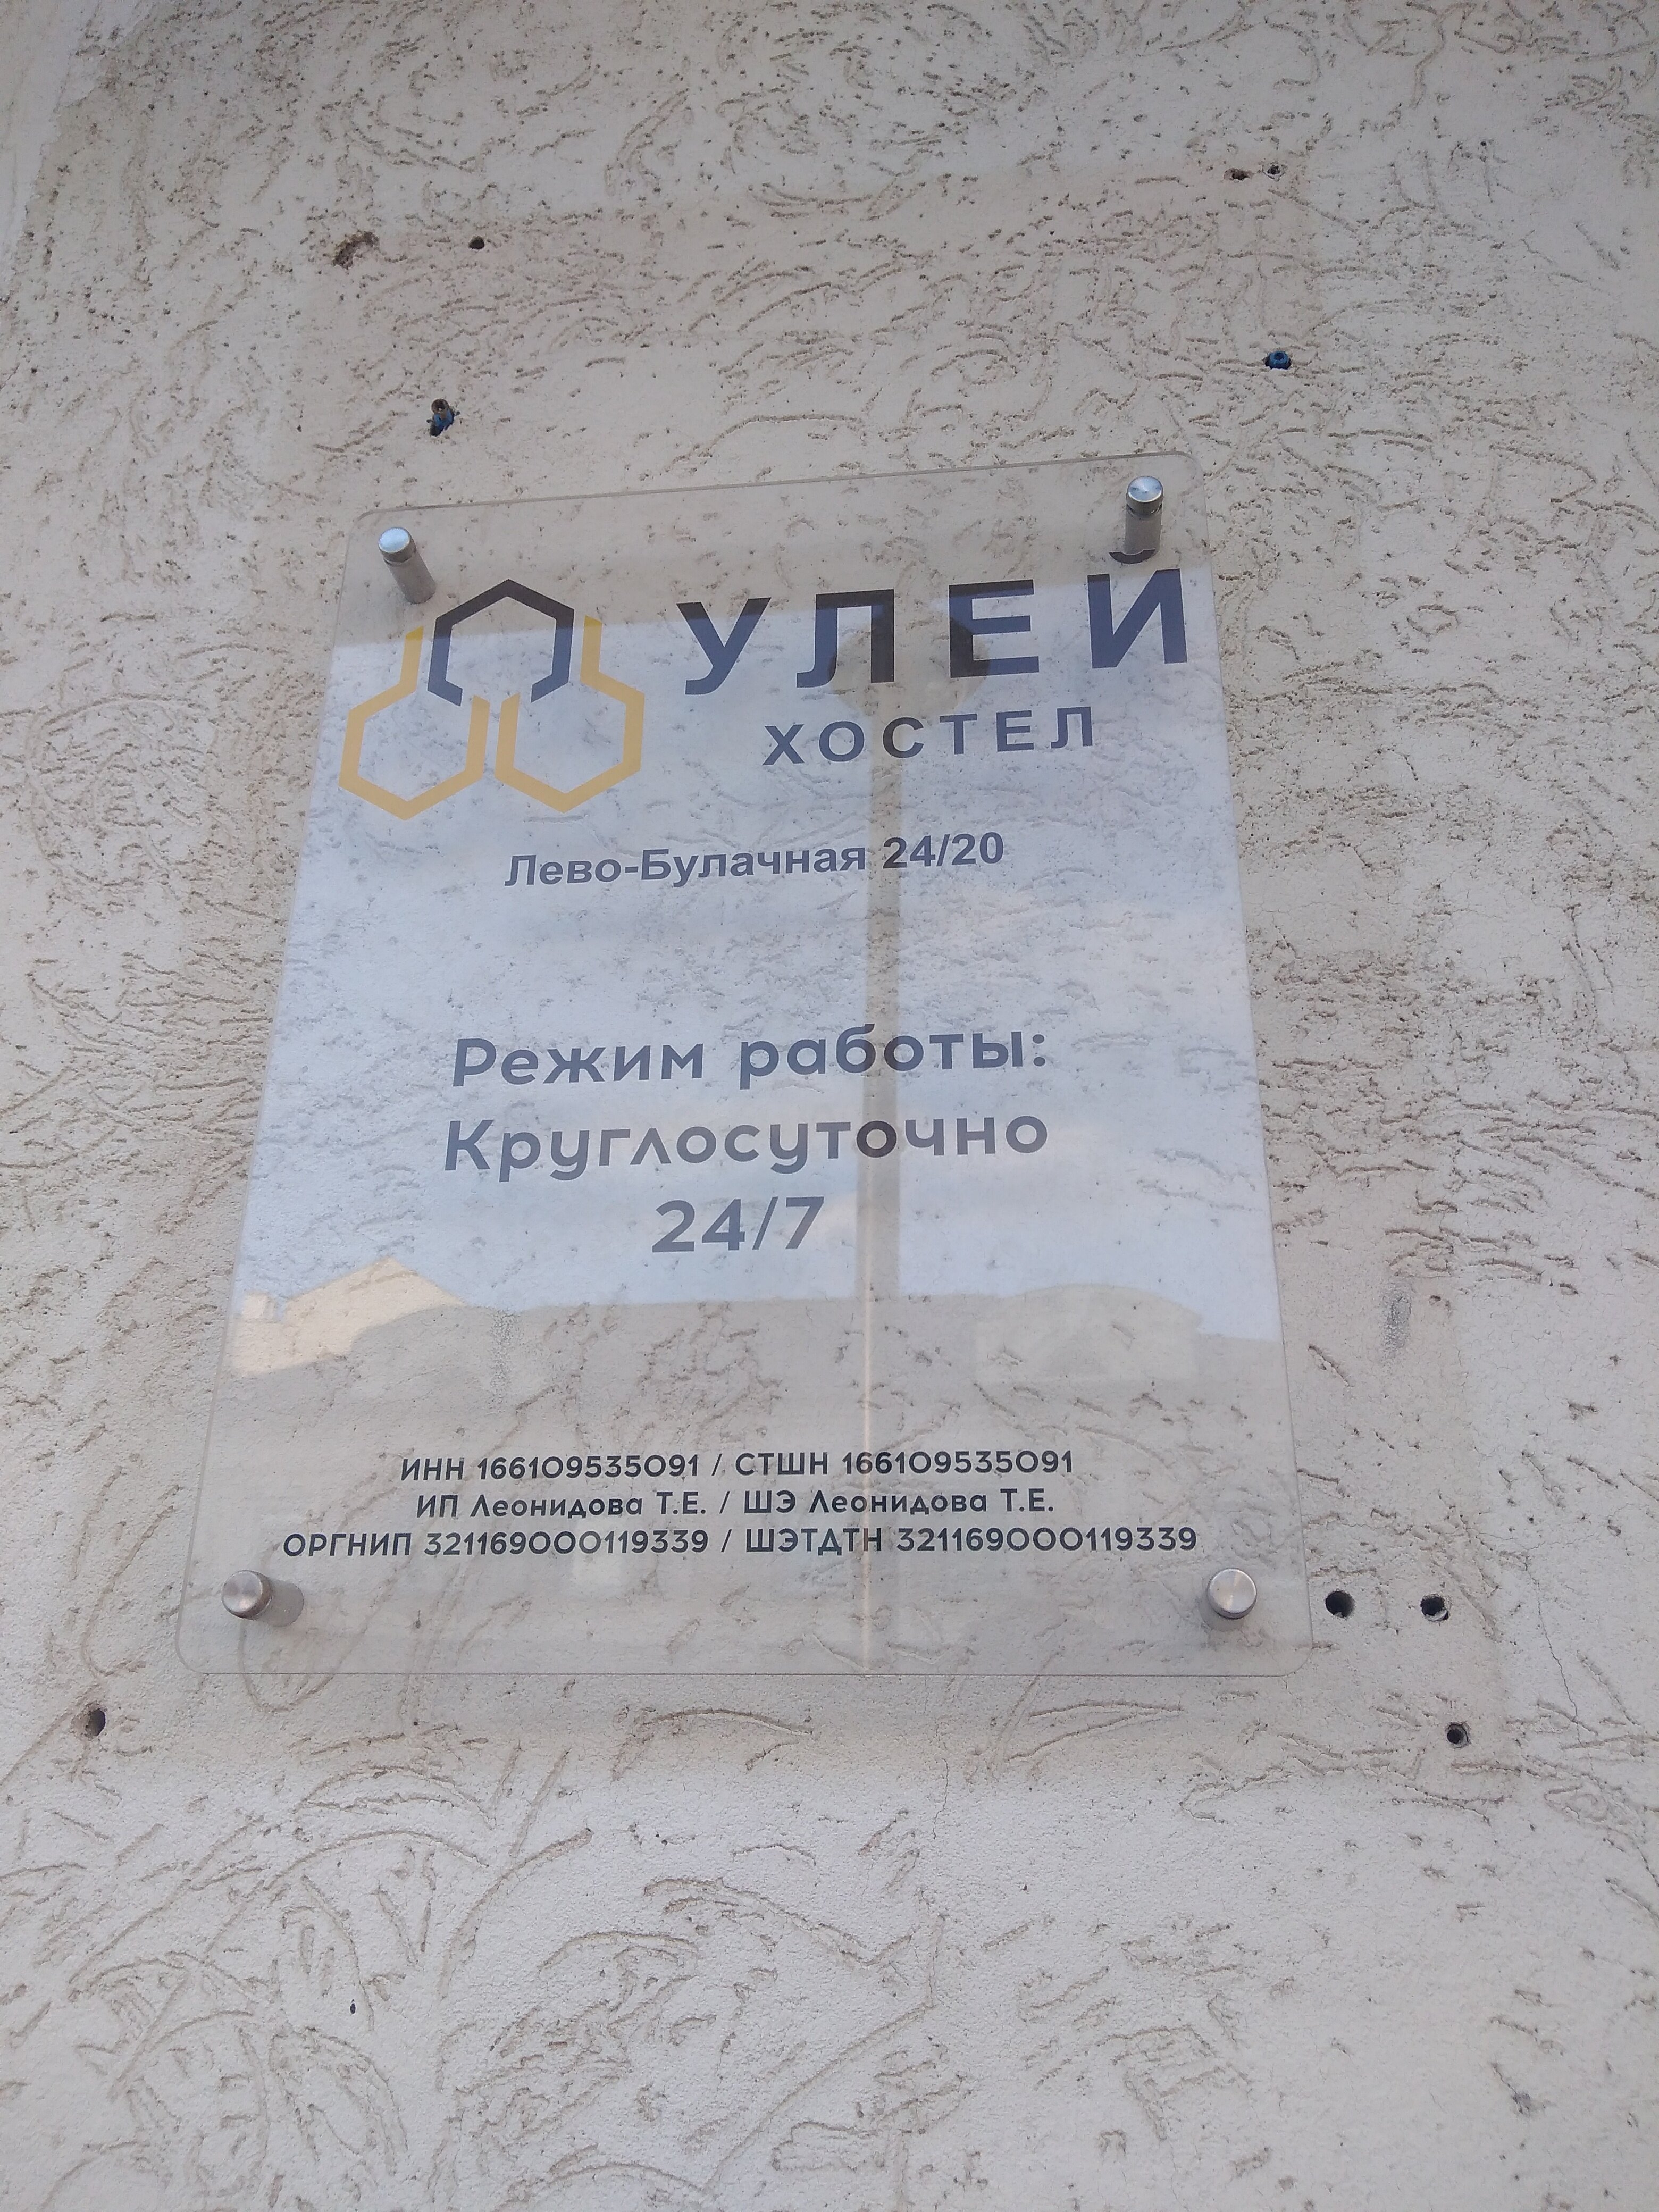 УЛЕЙ
ХОСТЕЛ
Лево-Булачная 24/20
Режим работы:
Круглосуточно
24/7
ИНН 166109535091 / СТШН 166109535091
ИП Леонидова Т.Е. / ШЭ Леонидова Т.Е.
ОРГНИП 321169000119339 / ШЭТДТН 321169000119339